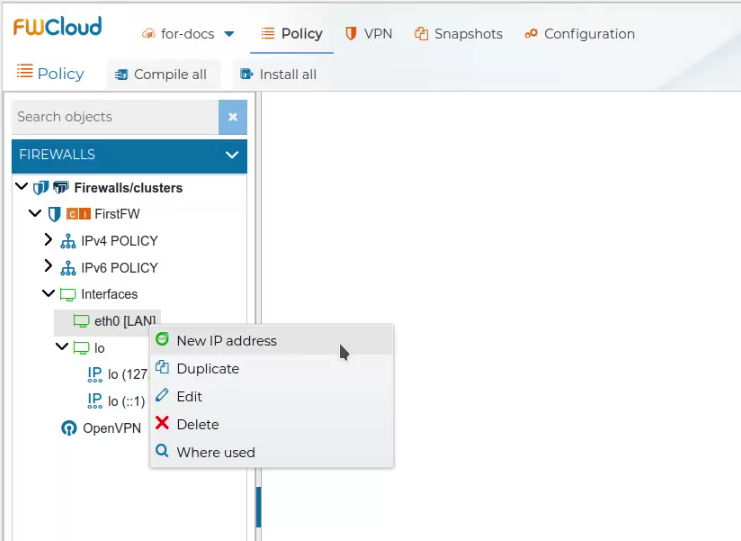 FWCloud
for-docs
Policy
VPN
Snapshots
Configuration
Policy
Compile all
Install all
Search objects
FIREWALLS
Firewalls/clusters
C I FirstFW
IPv4 POLICY
IPv6 POLICY
Interfaces
eth0 [LAN]
New IP address
lo
Duplicate
IP lo (127.
Edit
IP lo (::1)
Delete
OpenVPN
Where used